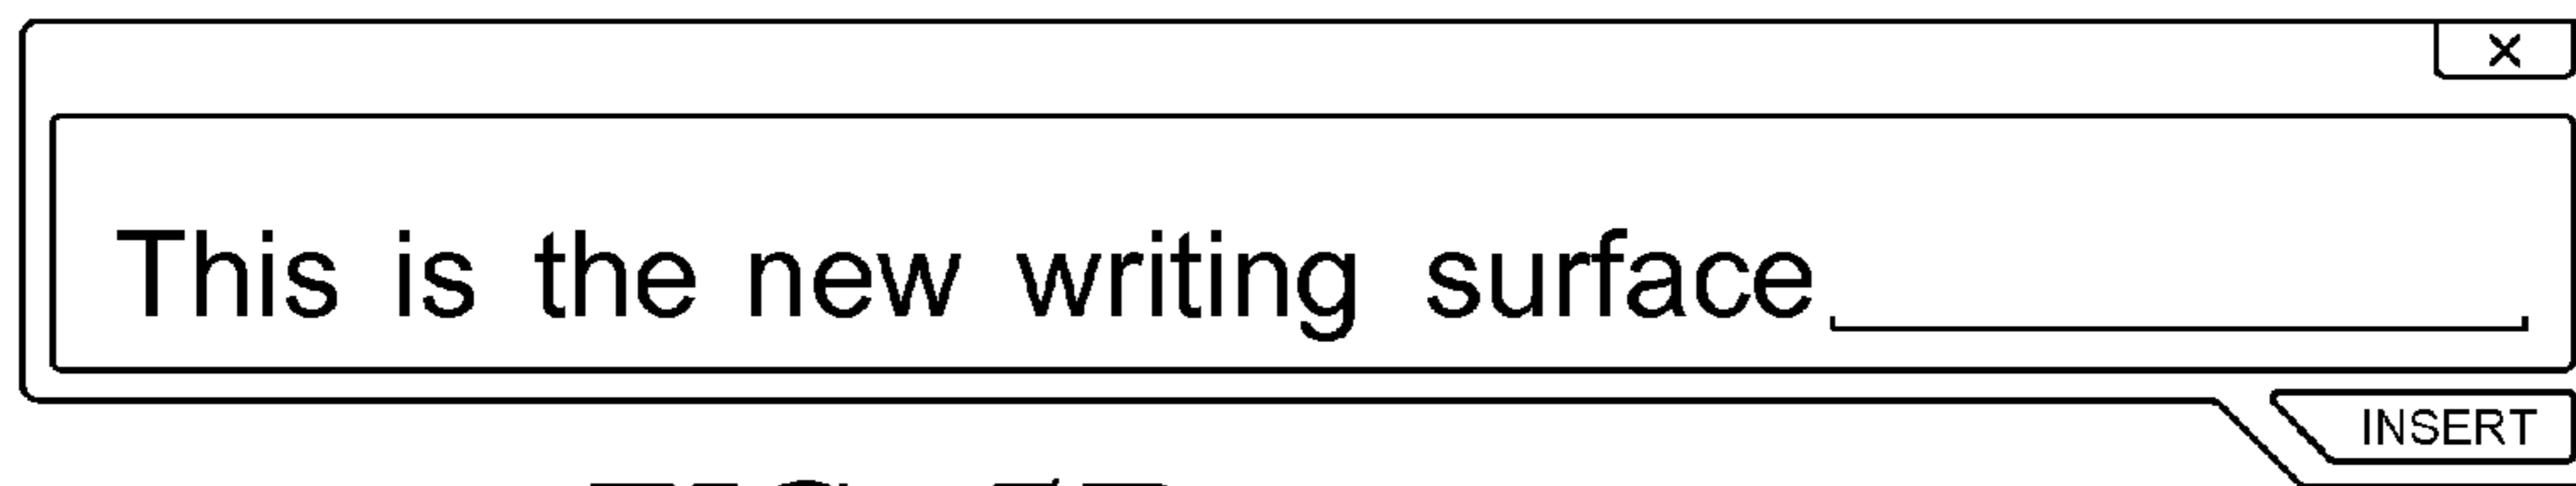 X
This is the new writing surface
INSERT